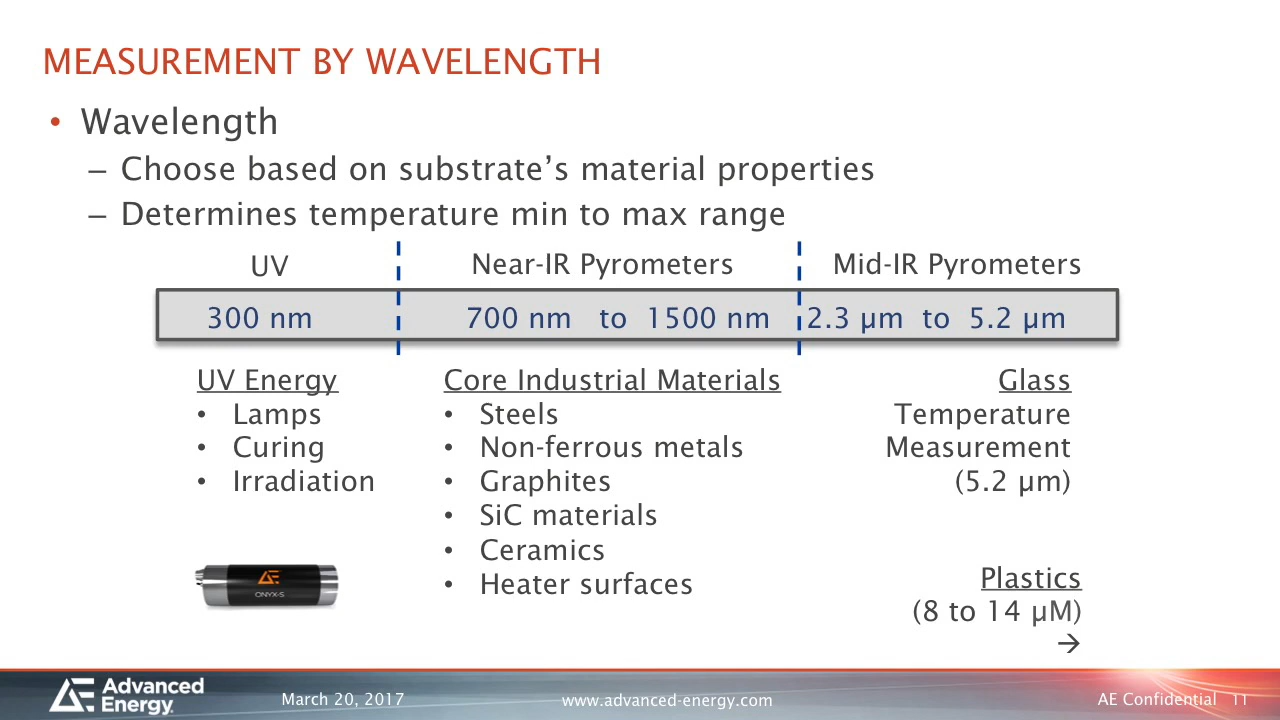 MEASUREMENT BY WAVELENGTH
• Wavelength
– Choose based on substrate’s material properties
– Determines temperature min to max range
UV
Near-IR Pyrometers
Mid-IR Pyrometers
300 nm
700 nm to 1500 nm
2.3 µm to 5.2 µm
UV Energy
• Lamps
• Curing
• Irradiation
Core Industrial Materials
• Steels
• Non-ferrous metals
• Graphites
• SiC materials
• Ceramics
• Heater surfaces
Glass
Temperature
Measurement
(5.2 µm)
Plastics
(8 to 14 µM)
→
AE
ONYX-S
AE Advanced
Energy
March 20, 2017
www.advanced-energy.com
AE Confidential 11